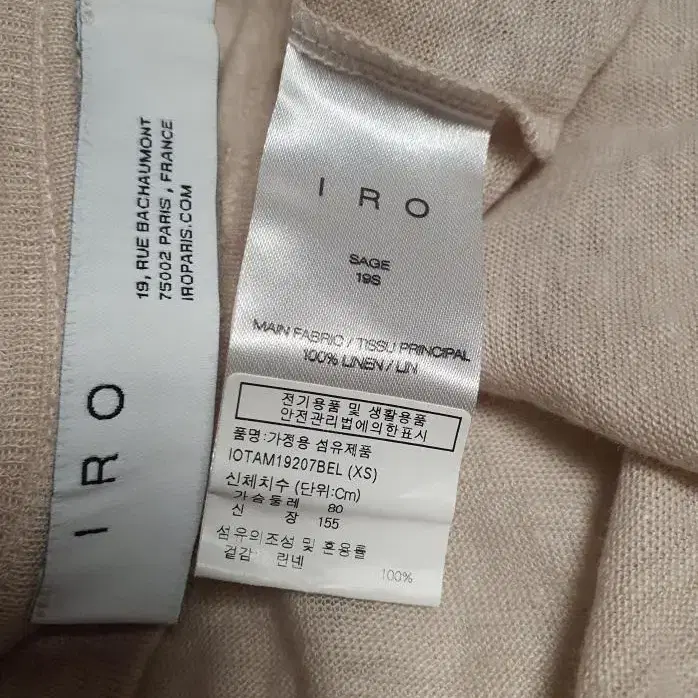 19, RUE BACHAUMONT
75002 PARIS , FRANCE
IROPARIS.COM
IRO
IRO
SAGE
19S
MAIN FABRIC / TISSU PRINCIPAL
100% LINEN / LIN
전기용품 및 생활용품
안전관리법에의한표시
품명:가정용 섬유제품
IOTAM19207BEL (XS)
신체치수 (단위:Cm)
가슴둘레 80
신 장 155
섬유의조성 및 혼용률
겉감 린넨 100%